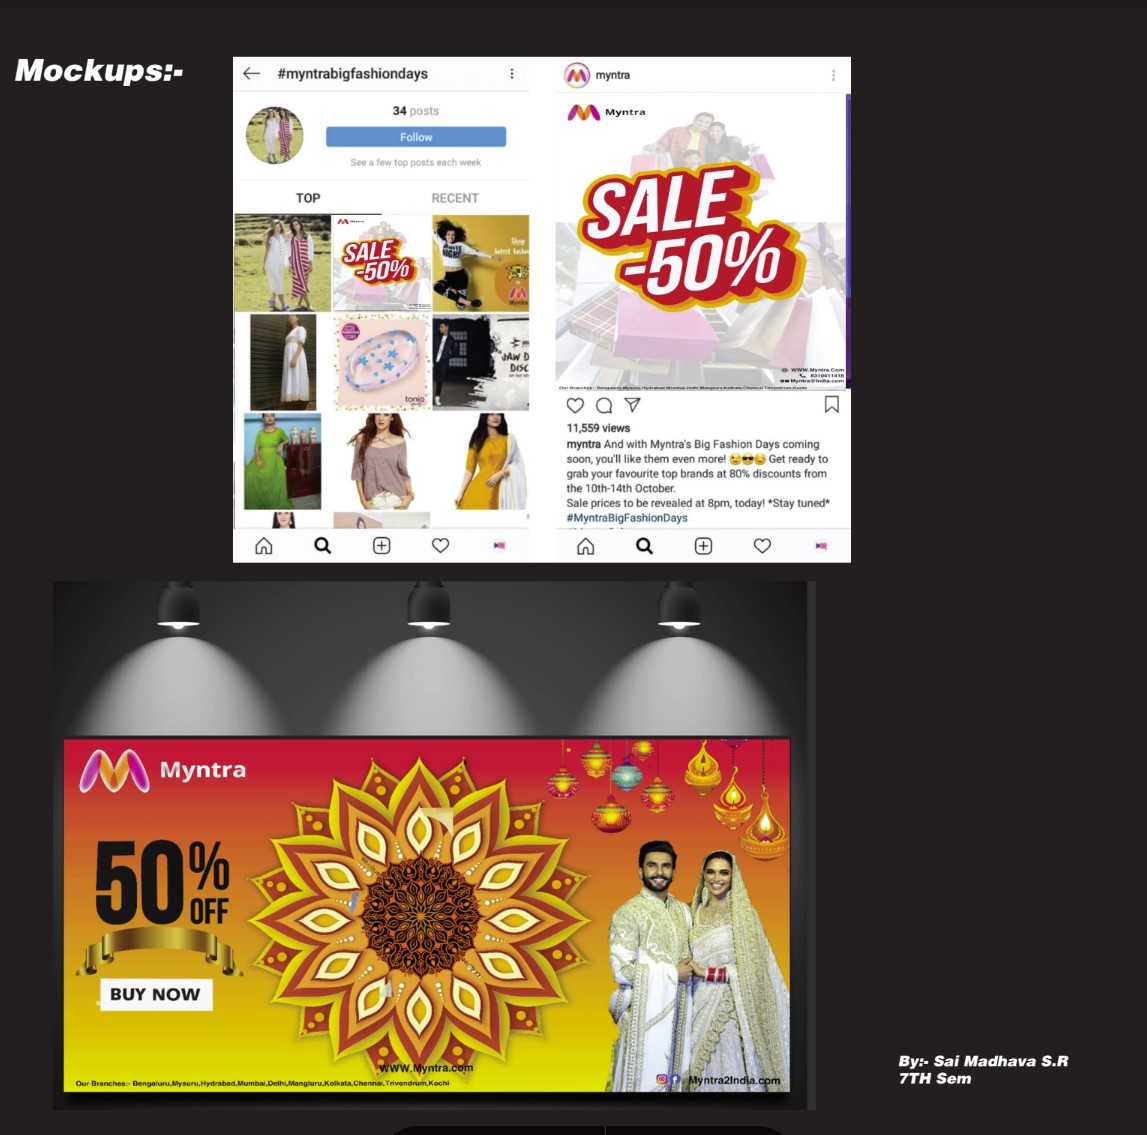 Mockups:-
#myntrabigfashiondays
34 posts
Follow
See a few top posts each week
TOP
RECENT
SALE
-50%
Myntra
tonia
myntra
Myntra
SALE
-50%
WWW.Myntra.Com
8310411418
Myntra2India.com
Our Branches:- Bengaluru,Mysuru,Hydrabad,Mumbai,Delhi,Mangluru,Kolkata,Chennai,Trivendrum,Kochi
11,559 views
myntra And with Myntra's Big Fashion Days coming
soon, you'll like them even more! 😉😎😉 Get ready to
grab your favourite top brands at 80% discounts from
the 10th-14th October.
Sale prices to be revealed at 8pm, today! *Stay tuned*
#MyntraBigFashionDays
Myntra
50%
OFF
BUY NOW
WWW.Myntra.com
Our Branches:- Bengaluru,Mysuru,Hydrabad,Mumbai,Delhi,Mangluru,Kolkata,Chennai,Trivendrum,Kochi
Myntra2India.com
By:- Sai Madhava S.R
7TH Sem